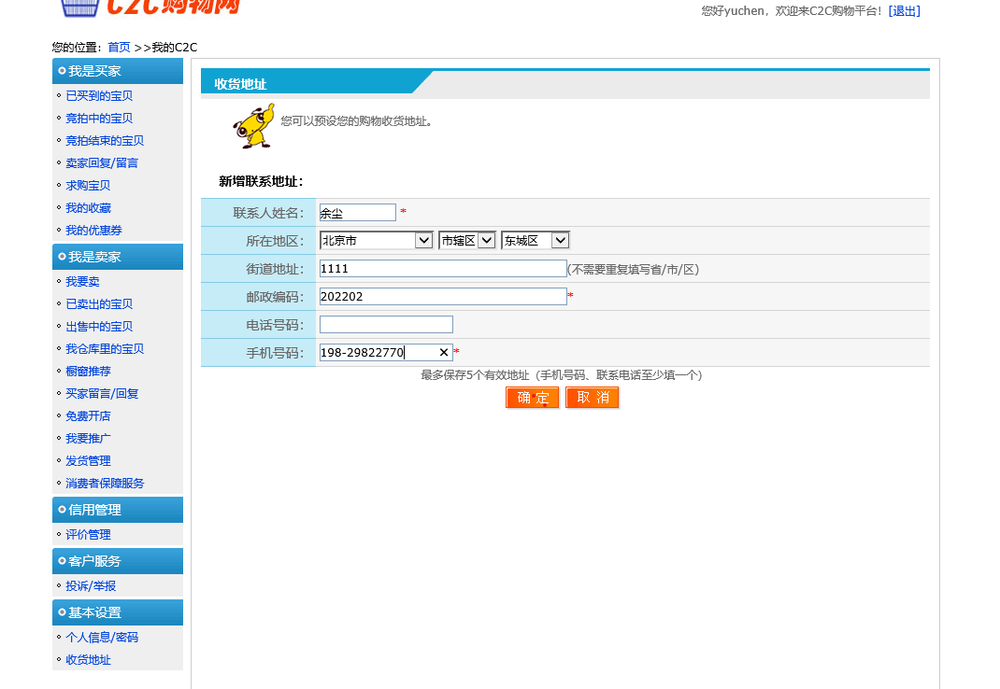 C2C购物网
您好yuchen，欢迎来C2C购物平台！[退出]
您的位置：首页 >>我的C2C
我是买家
已买到的宝贝
竞拍中的宝贝
竞拍结束的宝贝
卖家回复/留言
求购宝贝
我的收藏
我的优惠券
我是卖家
我要卖
已卖出的宝贝
出售中的宝贝
我仓库里的宝贝
橱窗推荐
买家留言/回复
免费开店
我要推广
发货管理
消费者保障服务
信用管理
评价管理
客户服务
投诉/举报
基本设置
个人信息/密码
收货地址
收货地址
您可以预设您的购物收货地址。
新增联系地址：
联系人姓名： 余尘 *
所在地区： 北京市 市辖区 东城区
街道地址： 1111 (不需要重复填写省/市/区)
邮政编码： 202202 *
电话号码：
手机号码： 198-29822770 *
最多保存5个有效地址（手机号码、联系电话至少填一个）
确 定 取 消